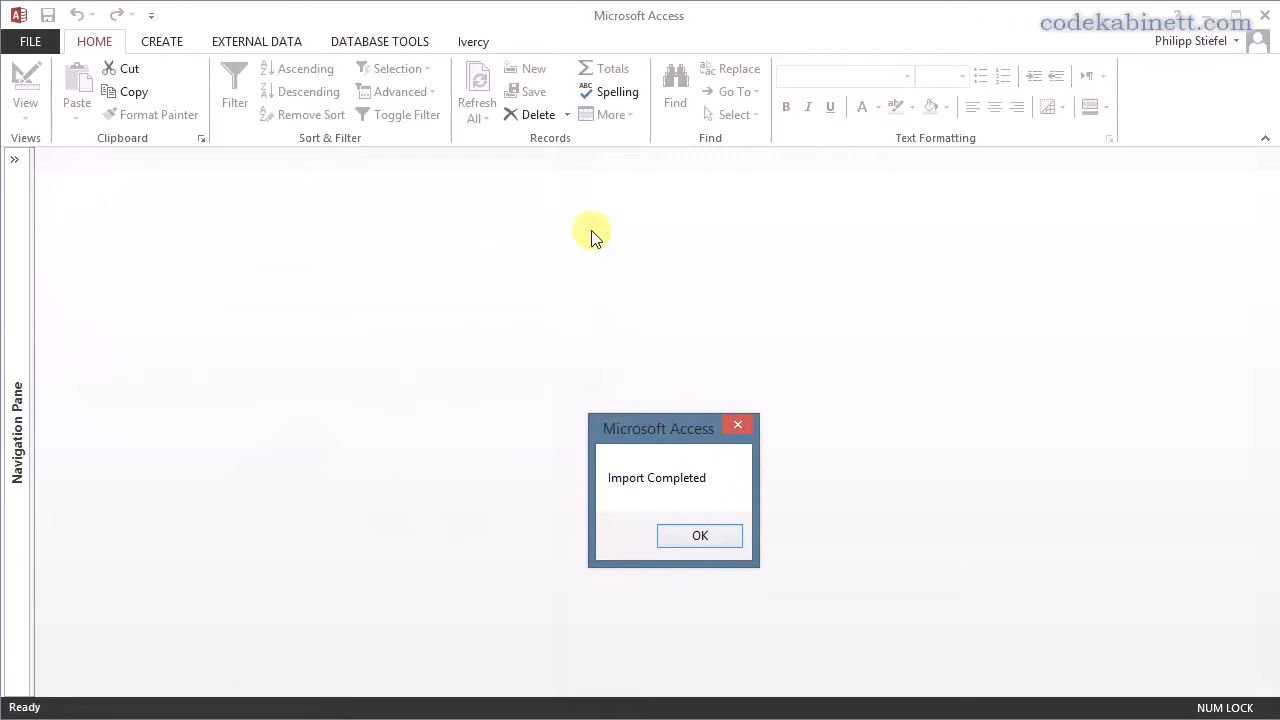 Microsoft Access
codekabinett.com
FILE
HOME
CREATE
EXTERNAL DATA
DATABASE TOOLS
Ivercy
Philipp Stiefel
View
Views
Paste
Cut
Copy
Format Painter
Clipboard
Filter
Ascending
Descending
Remove Sort
Selection
Advanced
Toggle Filter
Sort & Filter
Refresh
All
New
Save
Delete
Totals
ABC
Spelling
More
Records
Find
Replace
Go To
Select
Find
B I U A
Text Formatting
Navigation Pane
Microsoft Access
Import Completed
OK
Ready
NUM LOCK